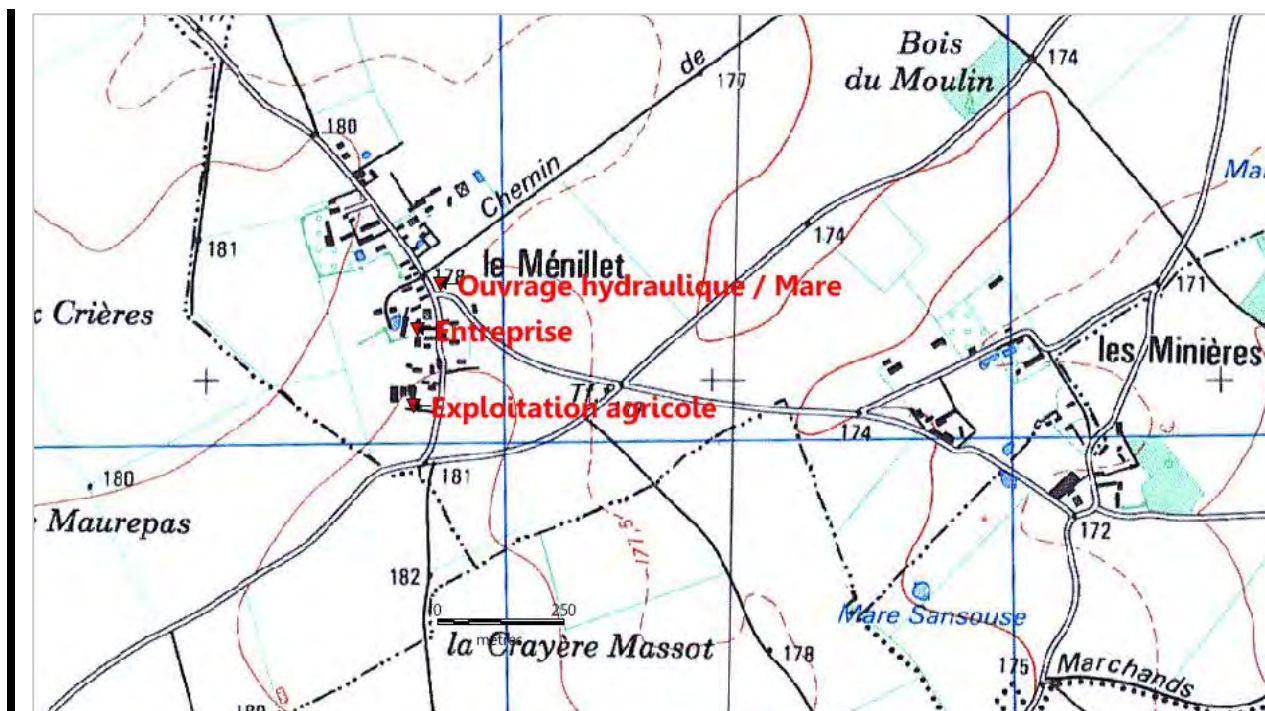 Bois
du Moulin
de
177
174
180
Chemin
Ma
181
174
178
le Ménillet
Ouvrage hydraulique / Mare
171
Crières
Entreprise
les Minières
Exploitation agricole
174
181
180
Maurepas
177,5
172
182
0
250
mètres
Mare Sansouse
la Crayère Massot
178
175
Marchands